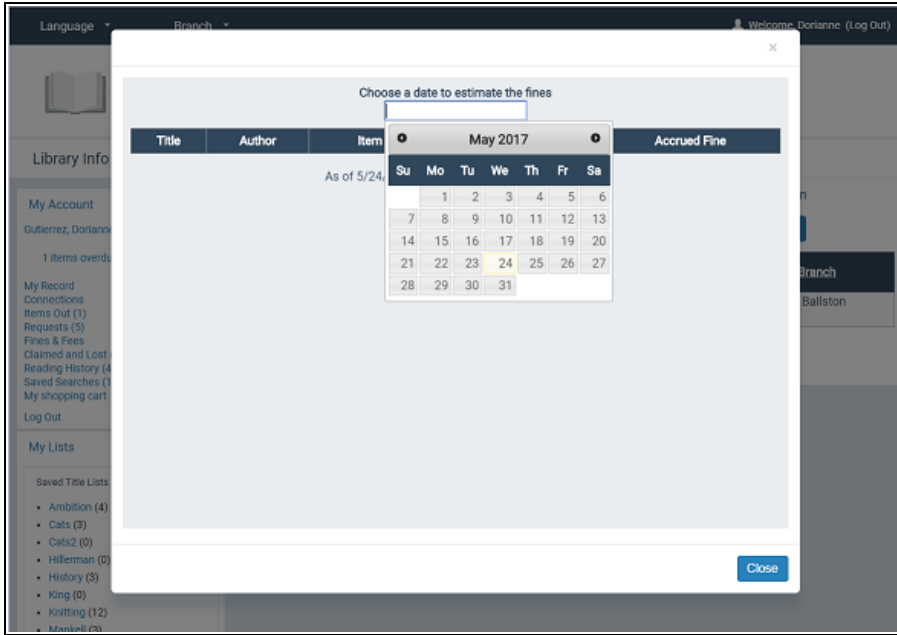 Language Branch Welcome, Dorianne (Log Out)
×
Choose a date to estimate the fines
Title Author Item Accrued Fine
May 2017
Su Mo Tu We Th Fr Sa
1 2 3 4 5 6
7 8 9 10 11 12 13
14 15 16 17 18 19 20
21 22 23 24 25 26 27
28 29 30 31
As of 5/24/
Close
Library Info
My Account
Gutierrez, Dorianne
1 items overdu
My Record
Connections
Items Out (1)
Requests (5)
Fines & Fees
Claimed and Lost
Reading History (4
Saved Searches (1
My shopping cart
Log Out
My Lists
Saved Title Lists
• Ambition (4)
• Cats (3)
• Cats2 (0)
• Hillerman (0)
• History (3)
• King (0)
• Knitting (12)
• Mankell (3)
n
Branch
Ballston